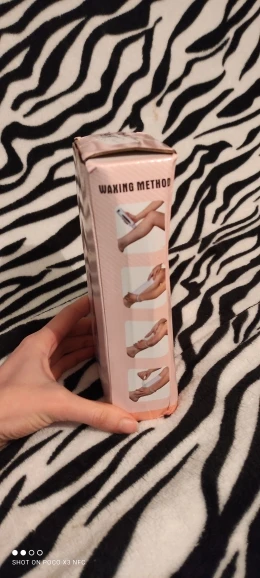 WAXING METHOD
SHOT ON POCO X3 NFC